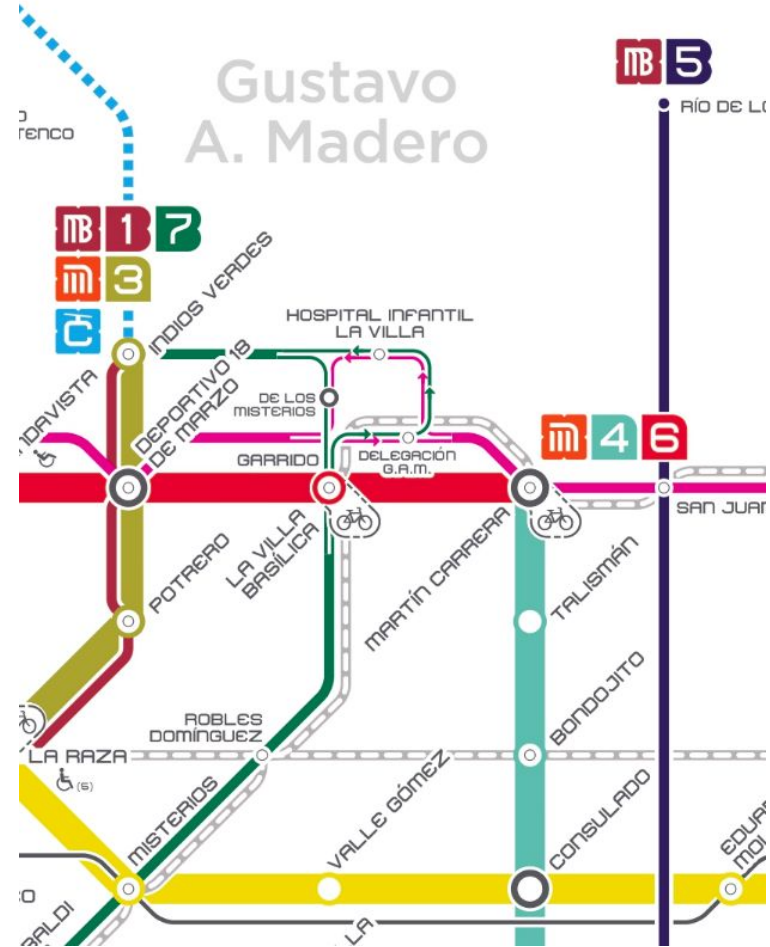 Gustavo
A. Madero
MB 5
RÍO DE LO
TENCO
MB 1 7
3
INDIOS VERDES
HOSPITAL INFANTIL
LA VILLA
DEPORTIVO 18
DE MARZO
DE LOS
MISTERIOS
4 6
GARRIDO
DELEGACIÓN
G.A.M.
SAN JUAN
LA VILLA
BASÍLICA
MARTÍN CARRERA
TALISMÁN
POTRERO
BONDOJITO
ROBLES
DOMÍNGUEZ
LA RAZA
(6)
MISTERIOS
VALLE GÓMEZ
CONSULADO